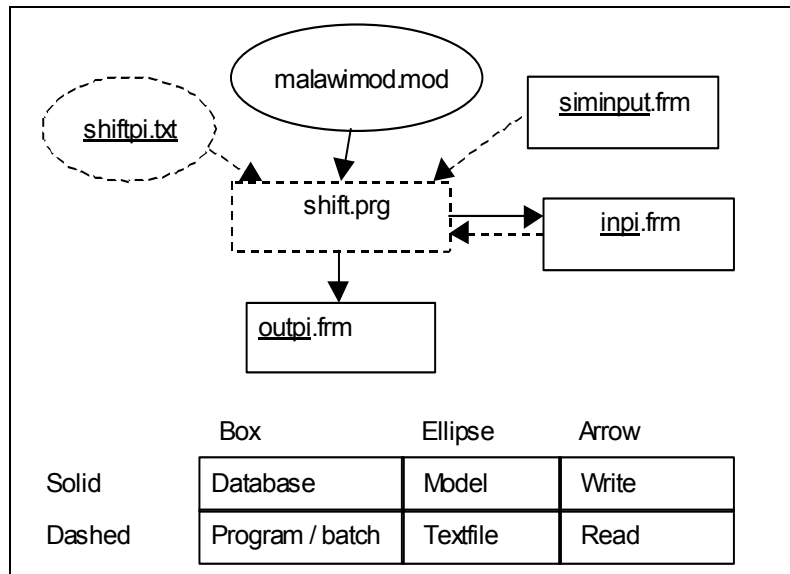 malawimod.mod
siminput.frm
shiftpi.txt
shift.prg
inpi.frm
outpi.frm
Box Ellipse Arrow
Solid Database Model Write
Dashed Program / batch Textfile Read